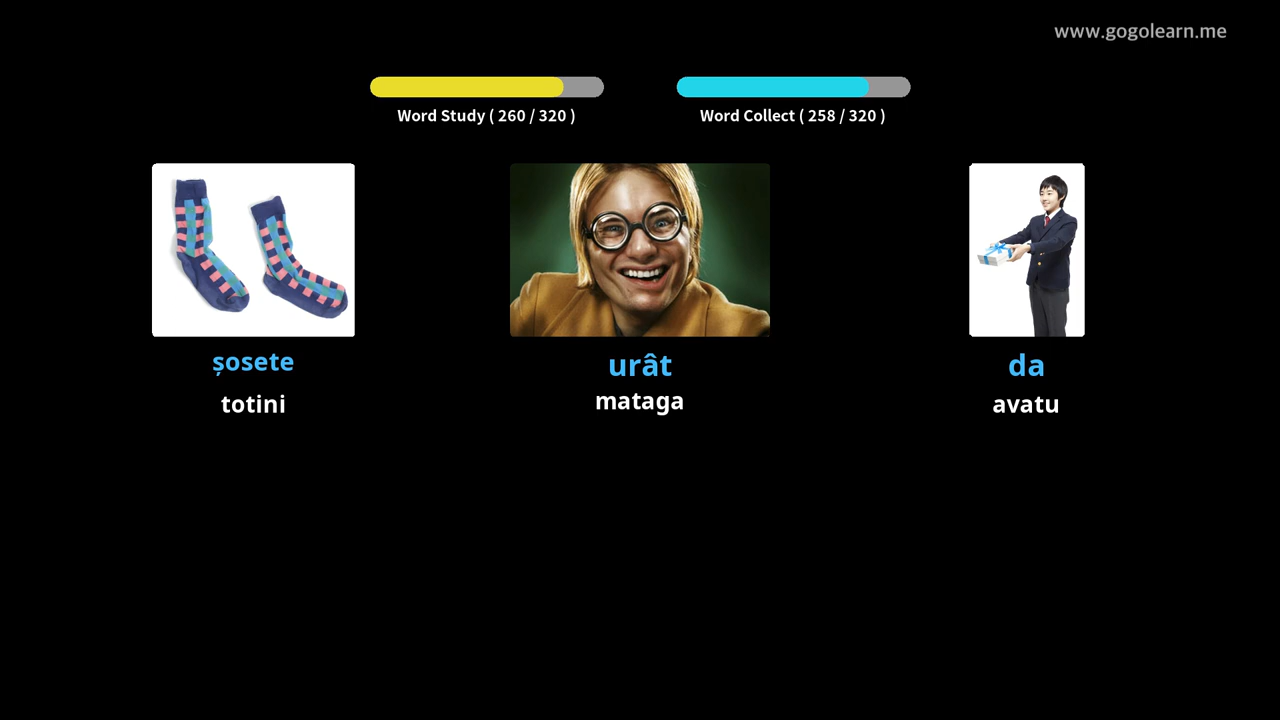 www.gogolearn.me
Word Study ( 260 / 320 )
Word Collect ( 258 / 320 )
șosete
urât
da
totini
mataga
avatu